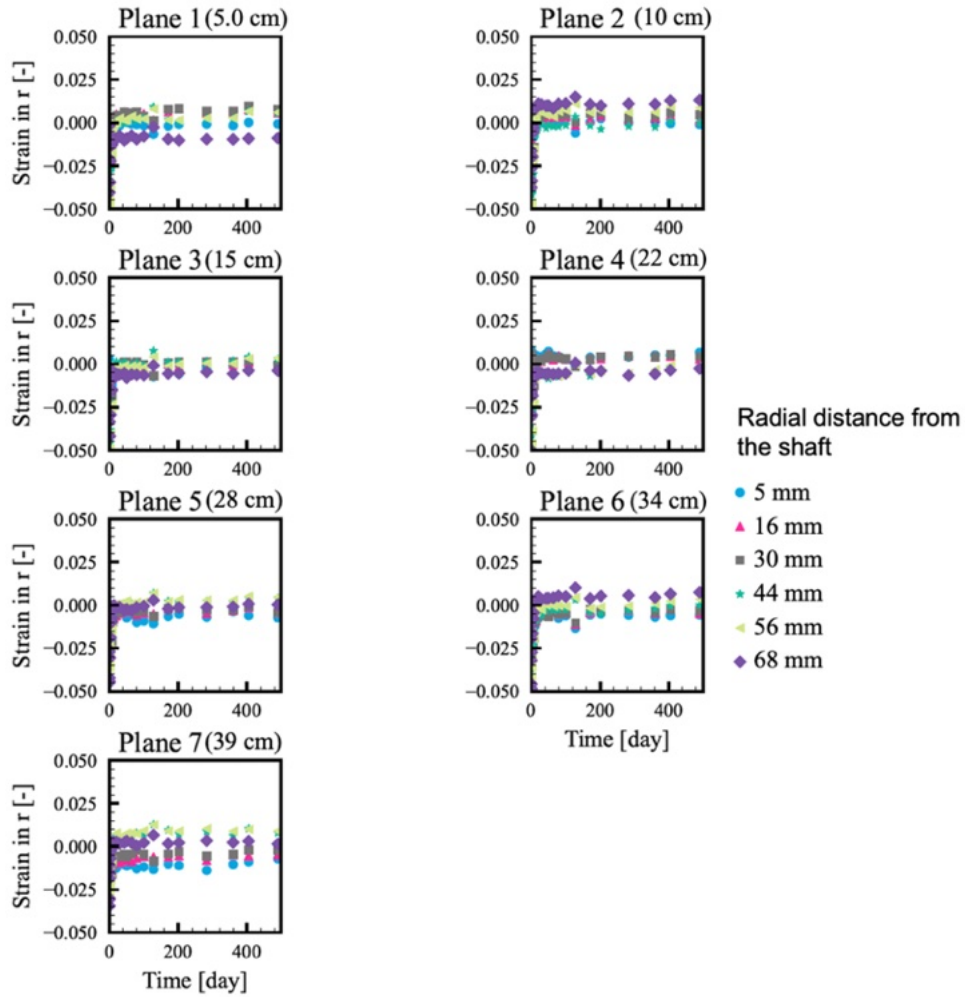 Plane 1 (5.0 cm)
Strain in r [-]
0.050
0.025
0.000
−0.025
−0.050
0
200
400
Plane 2 (10 cm)
0.050
0.025
0.000
−0.025
−0.050
0
200
400
Plane 3 (15 cm)
Strain in r [-]
0.050
0.025
0.000
−0.025
−0.050
0
200
400
Plane 4 (22 cm)
0.050
0.025
0.000
−0.025
−0.050
0
200
400
Plane 5 (28 cm)
Strain in r [-]
0.050
0.025
0.000
−0.025
−0.050
0
200
400
Plane 6 (34 cm)
0.050
0.025
0.000
−0.025
−0.050
0
200
400
Time [day]
Plane 7 (39 cm)
Strain in r [-]
0.050
0.025
0.000
−0.025
−0.050
0
200
400
Time [day]
Radial distance from
the shaft
5 mm
16 mm
30 mm
44 mm
56 mm
68 mm